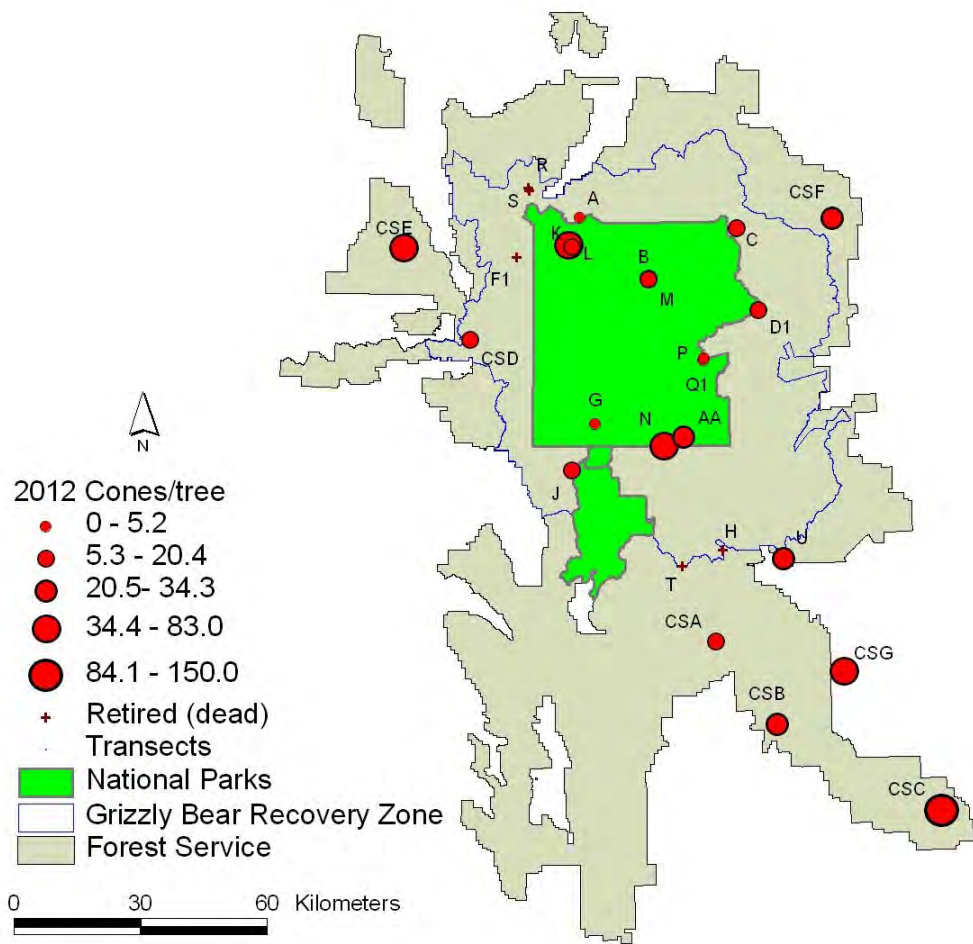 R
S
A
CSF
CSE
K
L
C
B
F1
M
D1
CSD
P
Q1
G
N
AA
N
J
2012 Cones/tree
0 - 5.2
5.3 - 20.4
20.5- 34.3
34.4 - 83.0
84.1 - 150.0
Retired (dead)
Transects
National Parks
Grizzly Bear Recovery Zone
Forest Service
H
U
T
CSA
CSG
CSB
CSC
0 30 60 Kilometers